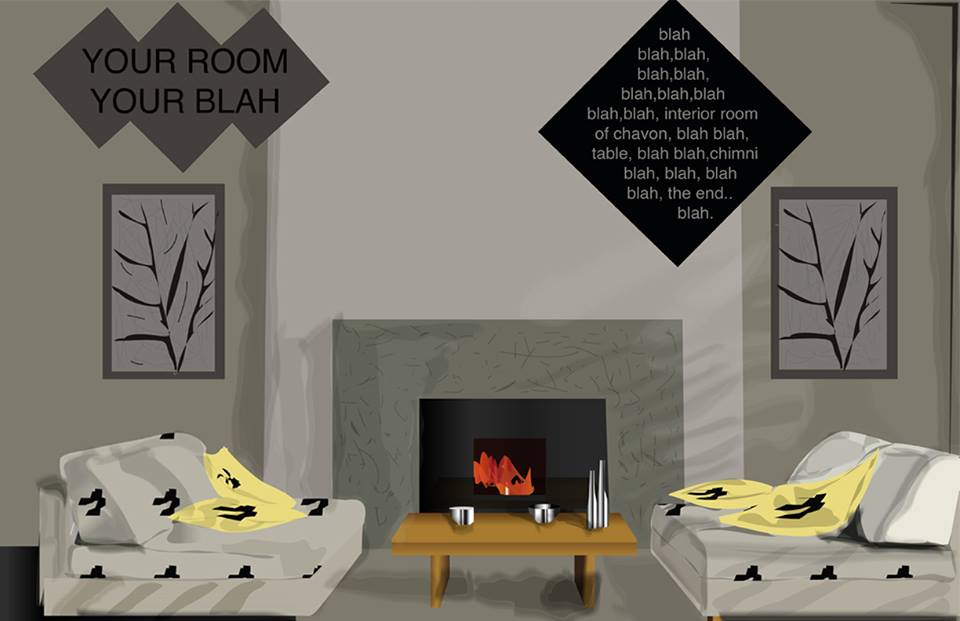 YOUR ROOM
YOUR BLAH
blah
blah,blah,
blah,blah,
blah,blah,blah
blah,blah, interior room
of chavon, blah blah,
table, blah blah,chimni
blah, blah, blah
blah, the end..
blah.